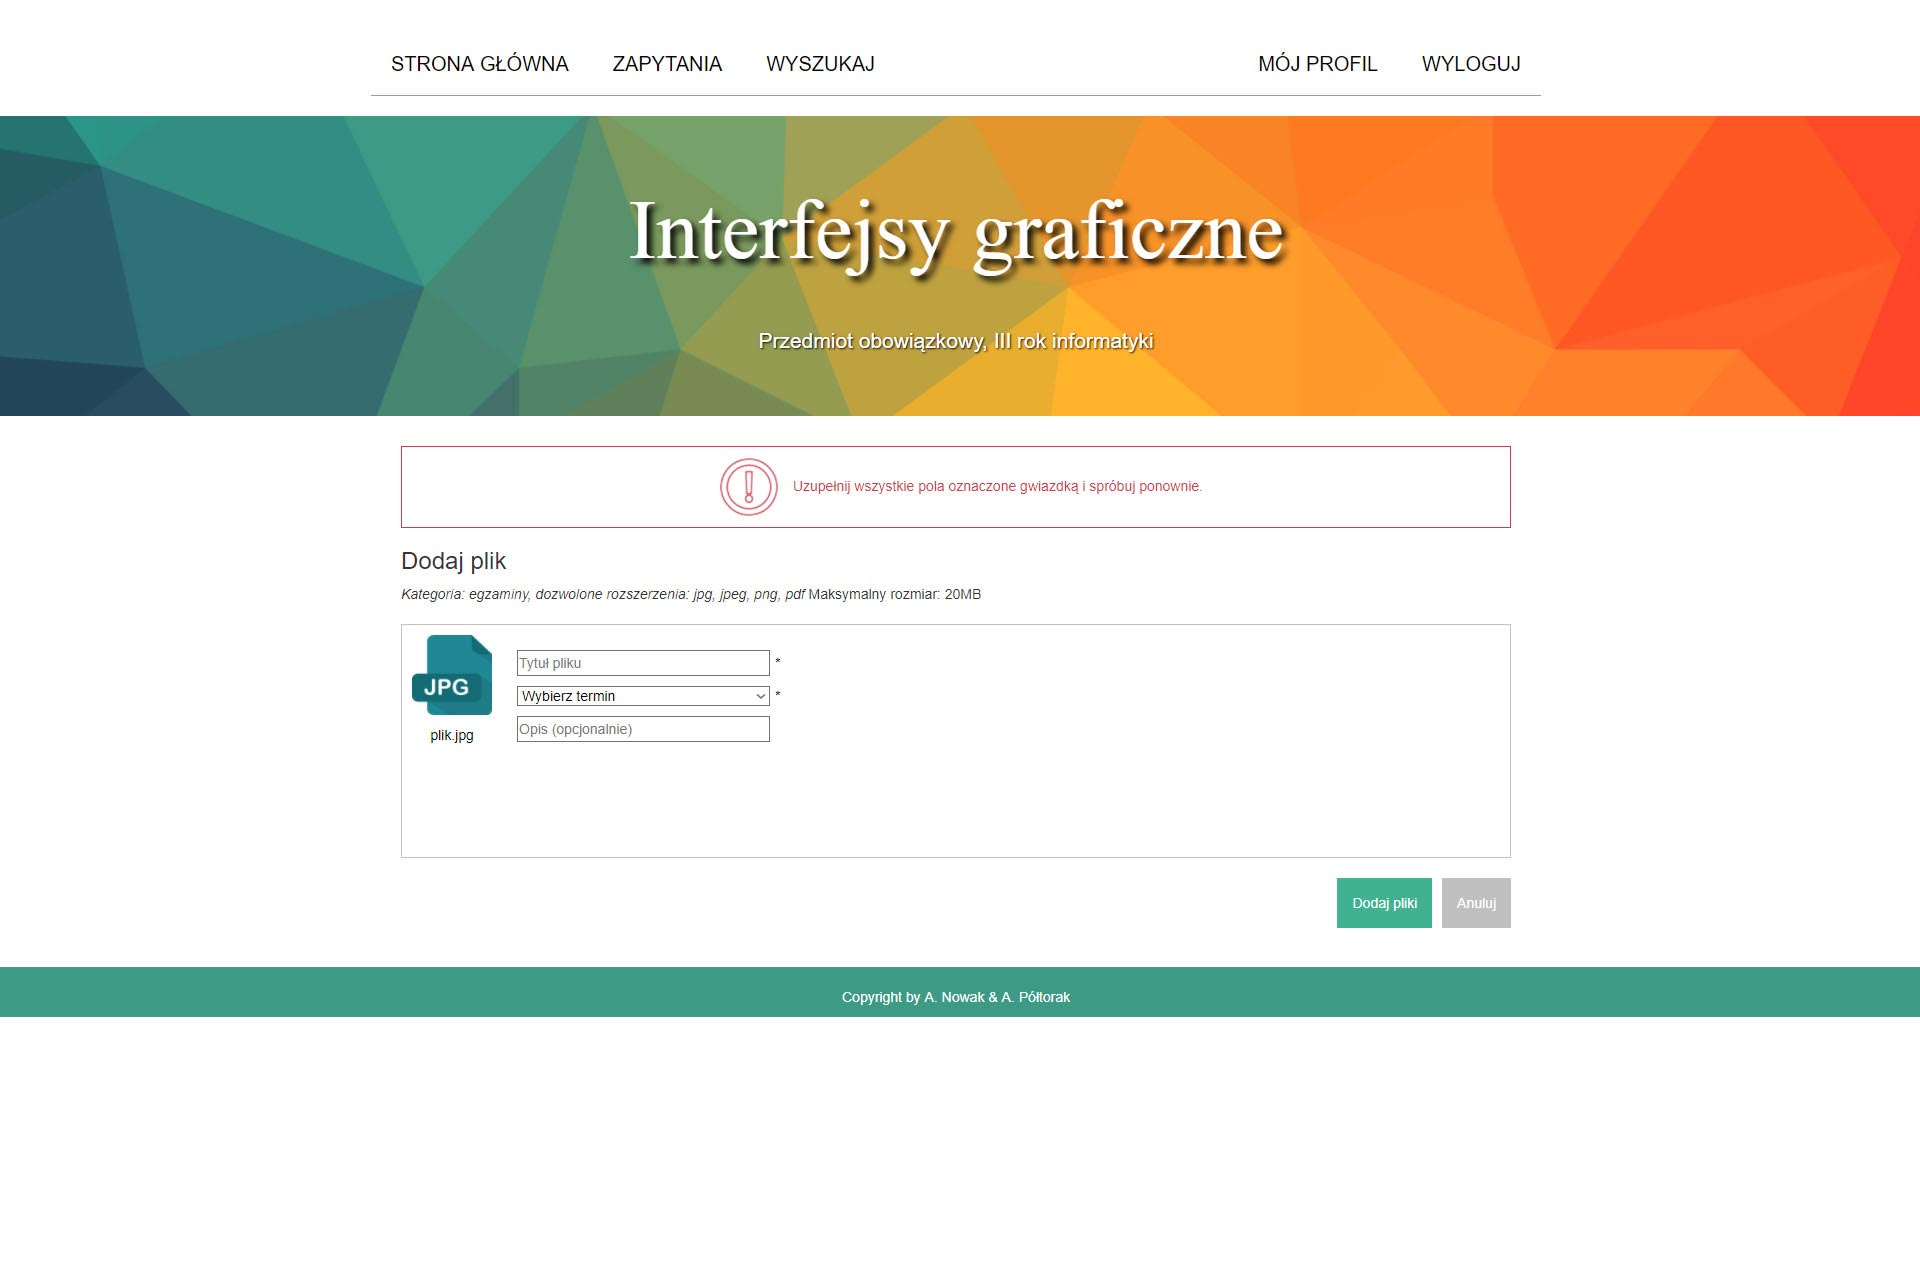 STRONA GŁÓWNA ZAPYTANIA WYSZUKAJ MÓJ PROFIL WYLOGUJ
Interfejsy graficzne
Przedmiot obowiązkowy, III rok informatyki
Uzupełnij wszystkie pola oznaczone gwiazdką i spróbuj ponownie.
Dodaj plik
Kategoria: egzaminy, dozwolone rozszerzenia: jpg, jpeg, png, pdf Maksymalny rozmiar: 20MB
JPG
plik.jpg
Tytuł pliku *
Wybierz termin *
Opis (opcjonalnie)
Dodaj pliki Anuluj
Copyright by A. Nowak & A. Półtorak